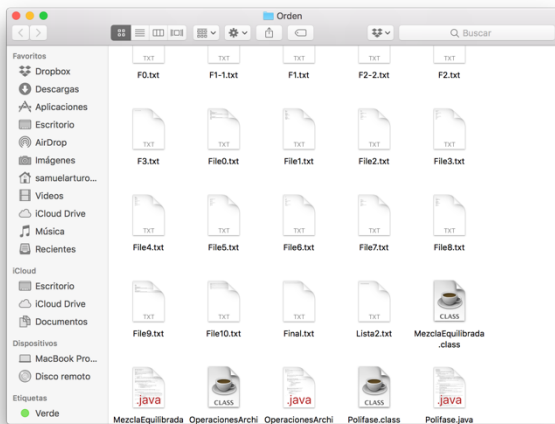 Orden
Buscar
Favoritos
Dropbox
Descargas
Aplicaciones
Escritorio
AirDrop
Imágenes
samuelarturo...
Videos
iCloud Drive
Música
Recientes
iCloud
Escritorio
iCloud Drive
Documentos
Dispositivos
MacBook Pro...
Disco remoto
Etiquetas
Verde
TXT TXT TXT TXT TXT
F0.txt F1-1.txt F1.txt F2-2.txt F2.txt
TXT TXT TXT TXT TXT
F3.txt File0.txt File1.txt File2.txt File3.txt
TXT TXT TXT TXT TXT
File4.txt File5.txt File6.txt File7.txt File8.txt
TXT TXT TXT TXT CLASS
File9.txt File10.txt Final.txt Lista2.txt MezclaEquilibrada
.class
.java CLASS .java CLASS .java
MezclaEquilibrada OperacionesArchi OperacionesArchi Polifase.class Polifase.java